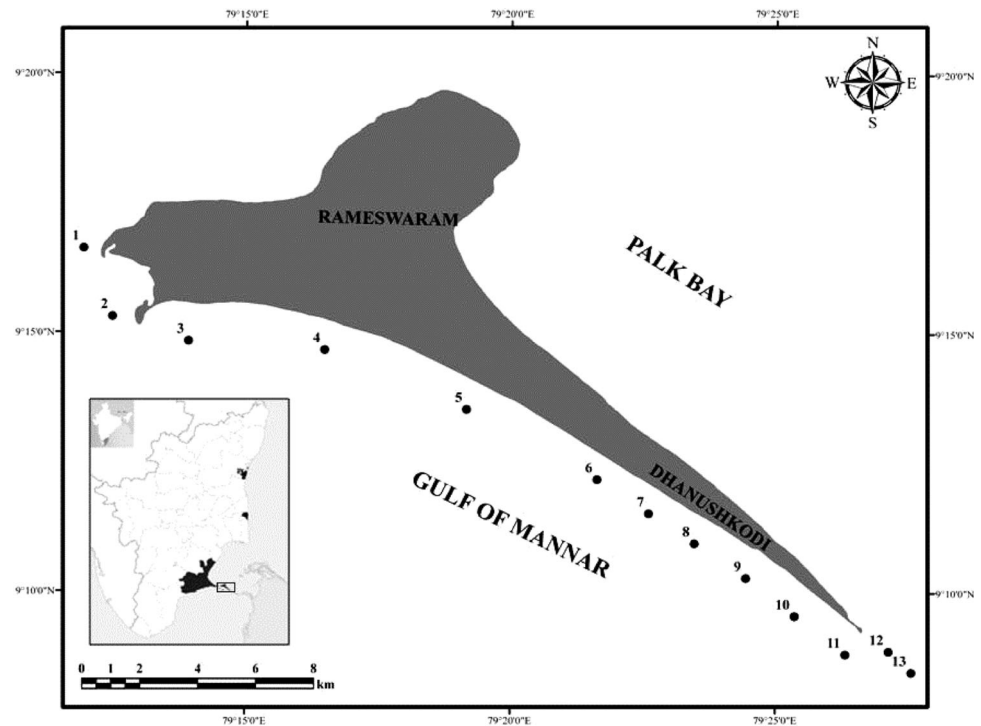 79°15'0"E 79°20'0"E 79°25'0"E
N
W E
S
9°20'0"N 9°20'0"N
RAMESWARAM
1
PALK BAY
2
3
4
9°15'0"N 9°15'0"N
5
6
DHANUSHKODI
GULF OF MANNAR
7
8
9
9°10'0"N 9°10'0"N
10
11
12
13
0 1 2 4 6 8
km
79°15'0"E 79°20'0"E 79°25'0"E